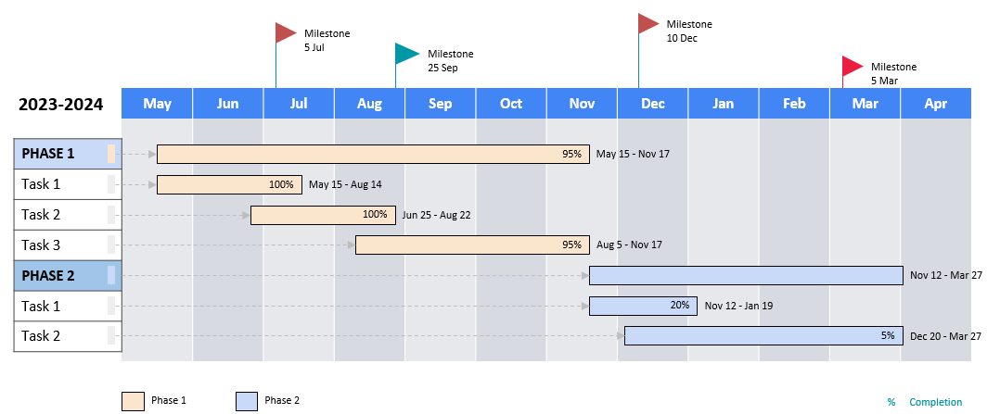 Milestone
5 Jul
Milestone
25 Sep
Milestone
10 Dec
Milestone
5 Mar
2023-2024 May Jun Jul Aug Sep Oct Nov Dec Jan Feb Mar Apr
PHASE 1 95% May 15 - Nov 17
Task 1 100% May 15 - Aug 14
Task 2 100% Jun 25 - Aug 22
Task 3 95% Aug 5 - Nov 17
PHASE 2 Nov 12 - Mar 27
Task 1 20% Nov 12 - Jan 19
Task 2 5% Dec 20 - Mar 27
Phase 1 Phase 2 % Completion